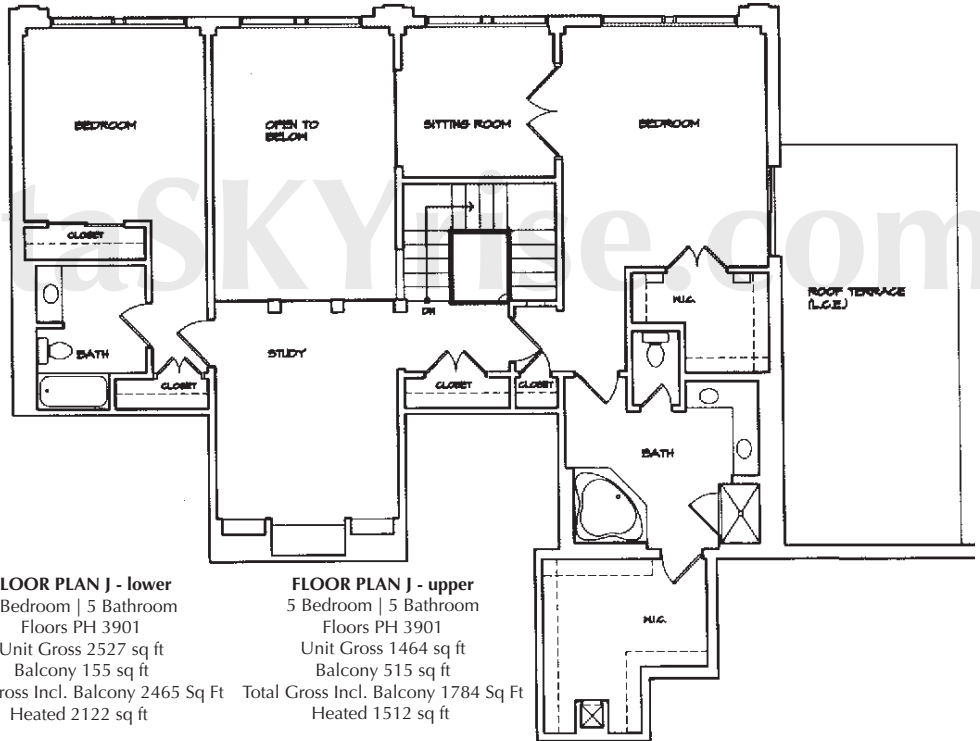 BEDROOM
OPEN TO
BELOW
SITTING ROOM
BEDROOM
taSKYrise.com
CLOSET
W.I.C.
ROOF TERRACE
(L.C.E.)
DN
BATH
STUDY
CLOSET
CLOSET
CLOSET
BATH
W.I.C.
LOOR PLAN J - lower
Bedroom | 5 Bathroom
Floors PH 3901
Unit Gross 2527 sq ft
Balcony 155 sq ft
ross Incl. Balcony 2465 Sq Ft
Heated 2122 sq ft
FLOOR PLAN J - upper
5 Bedroom | 5 Bathroom
Floors PH 3901
Unit Gross 1464 sq ft
Balcony 515 sq ft
Total Gross Incl. Balcony 1784 Sq Ft
Heated 1512 sq ft